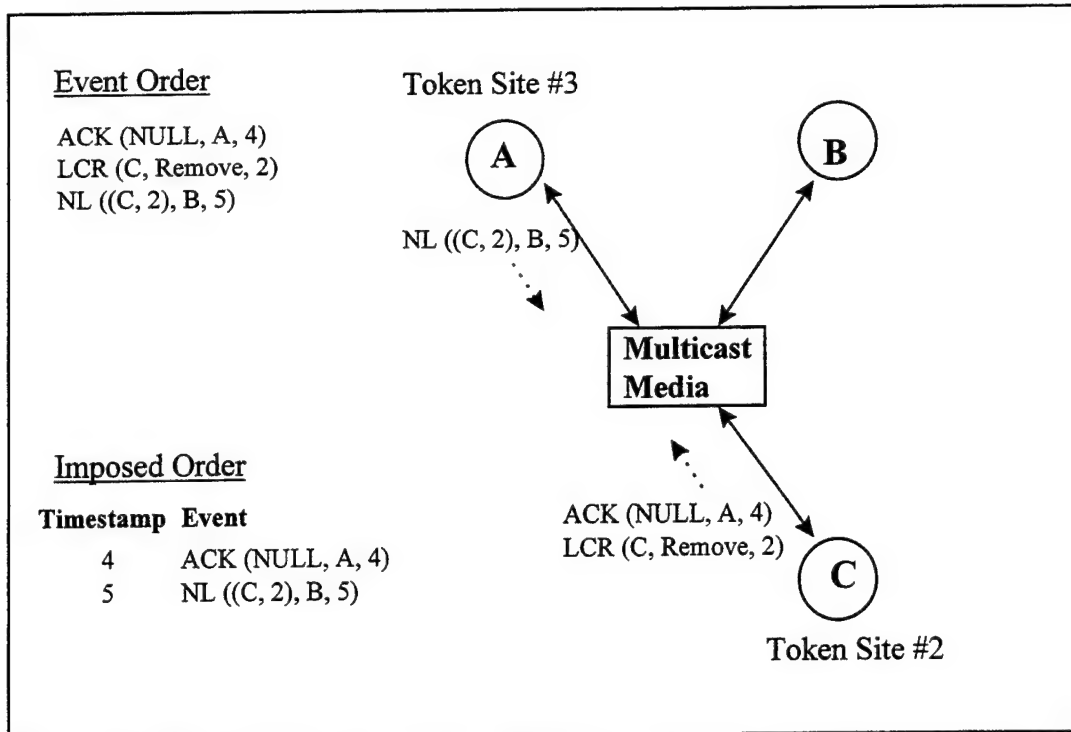 Event Order
ACK (NULL, A, 4)
LCR (C, Remove, 2)
NL ((C, 2), B, 5)
Token Site #3
A
B
NL ((C, 2), B, 5)
Multicast
Media
Imposed Order
Timestamp Event
4 ACK (NULL, A, 4)
5 NL ((C, 2), B, 5)
ACK (NULL, A, 4)
LCR (C, Remove, 2)
C
Token Site #2